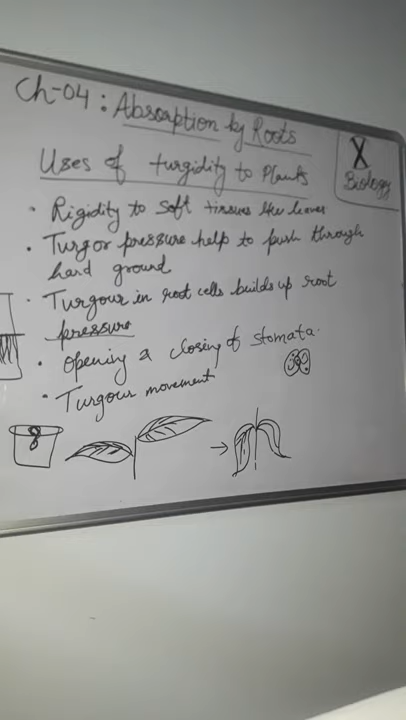 Ch-04 : Absorption by Roots
X
Biology
Uses of turgidity to Plants
• Rigidity to soft tissues like leaves
• Turgor pressure help to push through
hard ground
• Turgour in root cells builds up root
pressure
• Opening & closing of stomata.
• Turgour movement